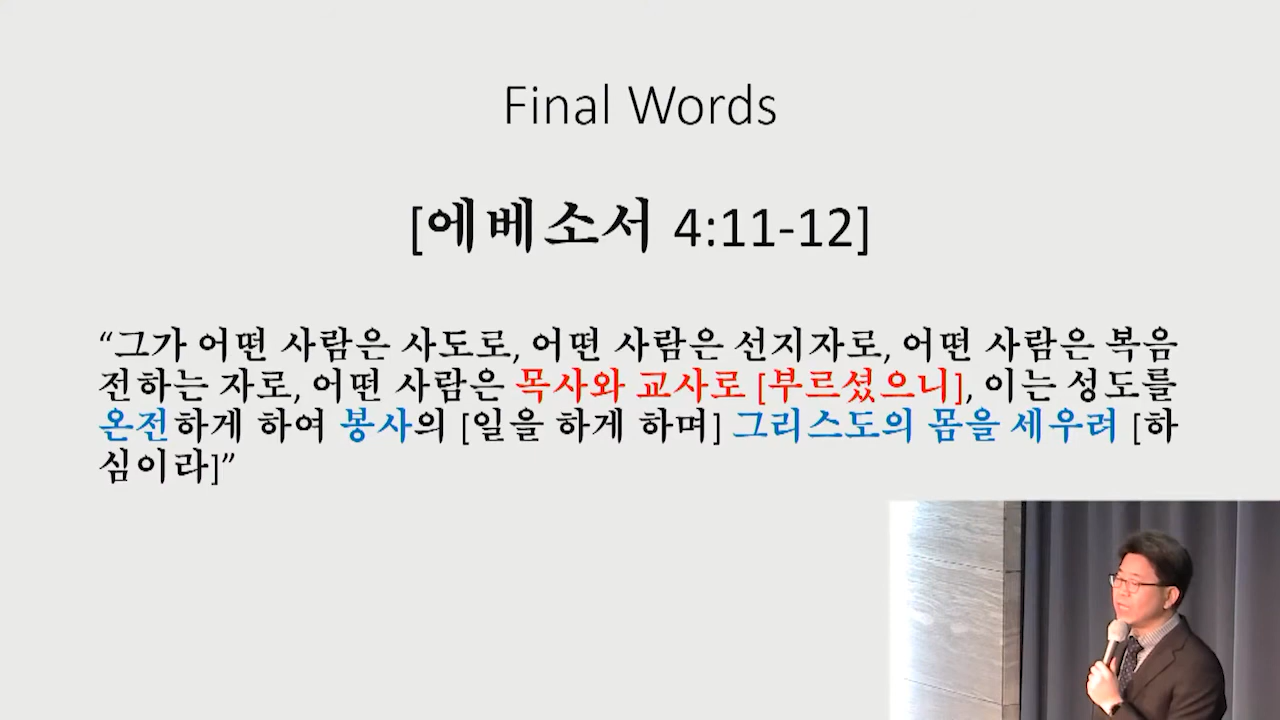 Final Words
[에베소서 4:11-12]
“그가 어떤 사람은 사도로, 어떤 사람은 선지자로, 어떤 사람은 복음
전하는 자로, 어떤 사람은 목사와 교사로 [부르셨으니], 이는 성도를
온전하게 하여 봉사의 [일을 하게 하며] 그리스도의 몸을 세우려 [하
심이라]”